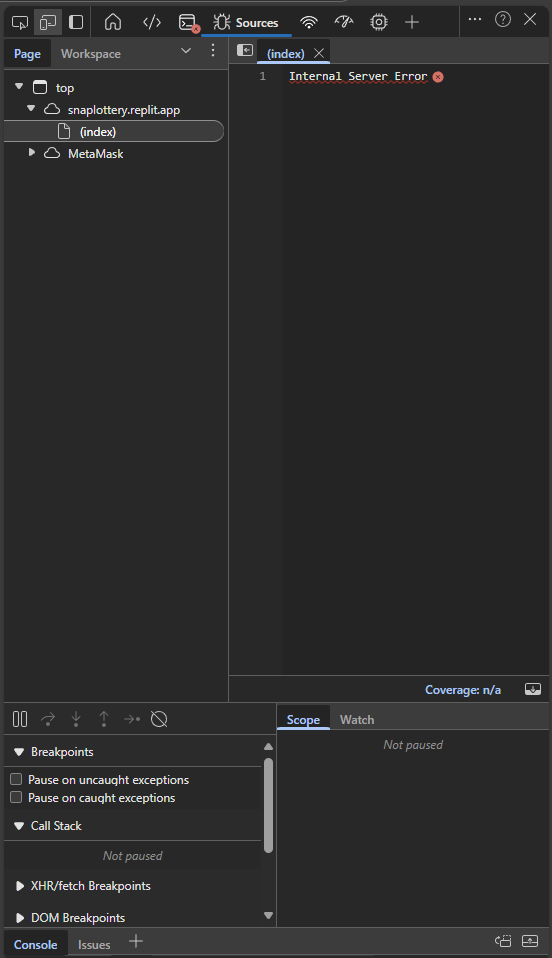 Sources
Page
Workspace
(index)
top
snaplottery.replit.app
(index)
MetaMask
1
Internal Server Error
Coverage: n/a
Scope
Watch
Not paused
Breakpoints
Pause on uncaught exceptions
Pause on caught exceptions
Call Stack
Not paused
XHR/fetch Breakpoints
DOM Breakpoints
Console
Issues